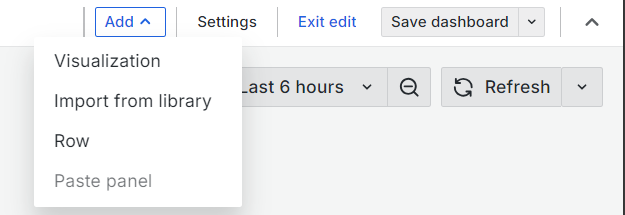 Add
Settings
Exit edit
Save dashboard
Visualization
Import from library
Row
Paste panel
Last 6 hours
Refresh